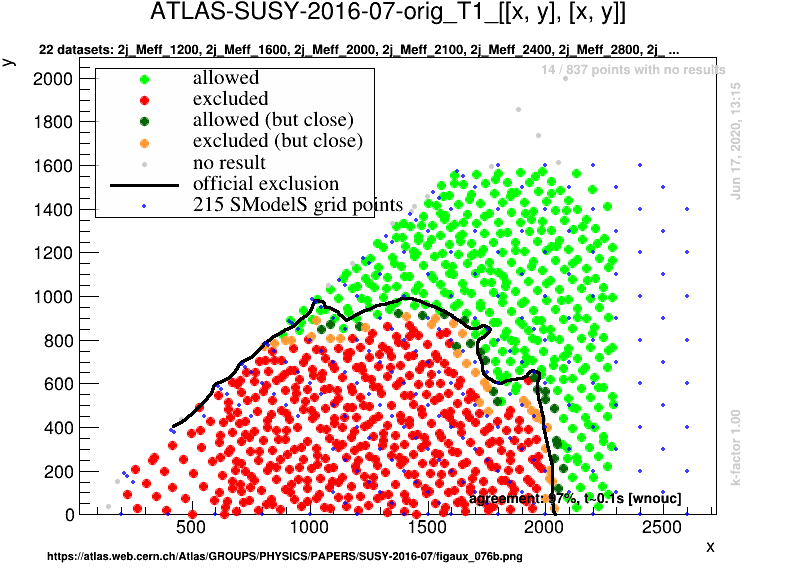 ATLAS-SUSY-2016-07-orig_T1_[[x, y], [x, y]]
22 datasets: 2j_Meff_1200, 2j_Meff_1600, 2j_Meff_2000, 2j_Meff_2100, 2j_Meff_2400, 2j_Meff_2800, 2j_ ...
14 / 837 points with no results
y
2000
1800
1600
1400
1200
1000
800
600
400
200
0
allowed
excluded
allowed (but close)
excluded (but close)
no result
official exclusion
215 SModelS grid points
Jun 17, 2020, 13:15
k-factor 1.00
agreement: 97%, t~0.1s [wnouc]
500
1000
1500
2000
2500
x
https://atlas.web.cern.ch/Atlas/GROUPS/PHYSICS/PAPERS/SUSY-2016-07/figaux_076b.png